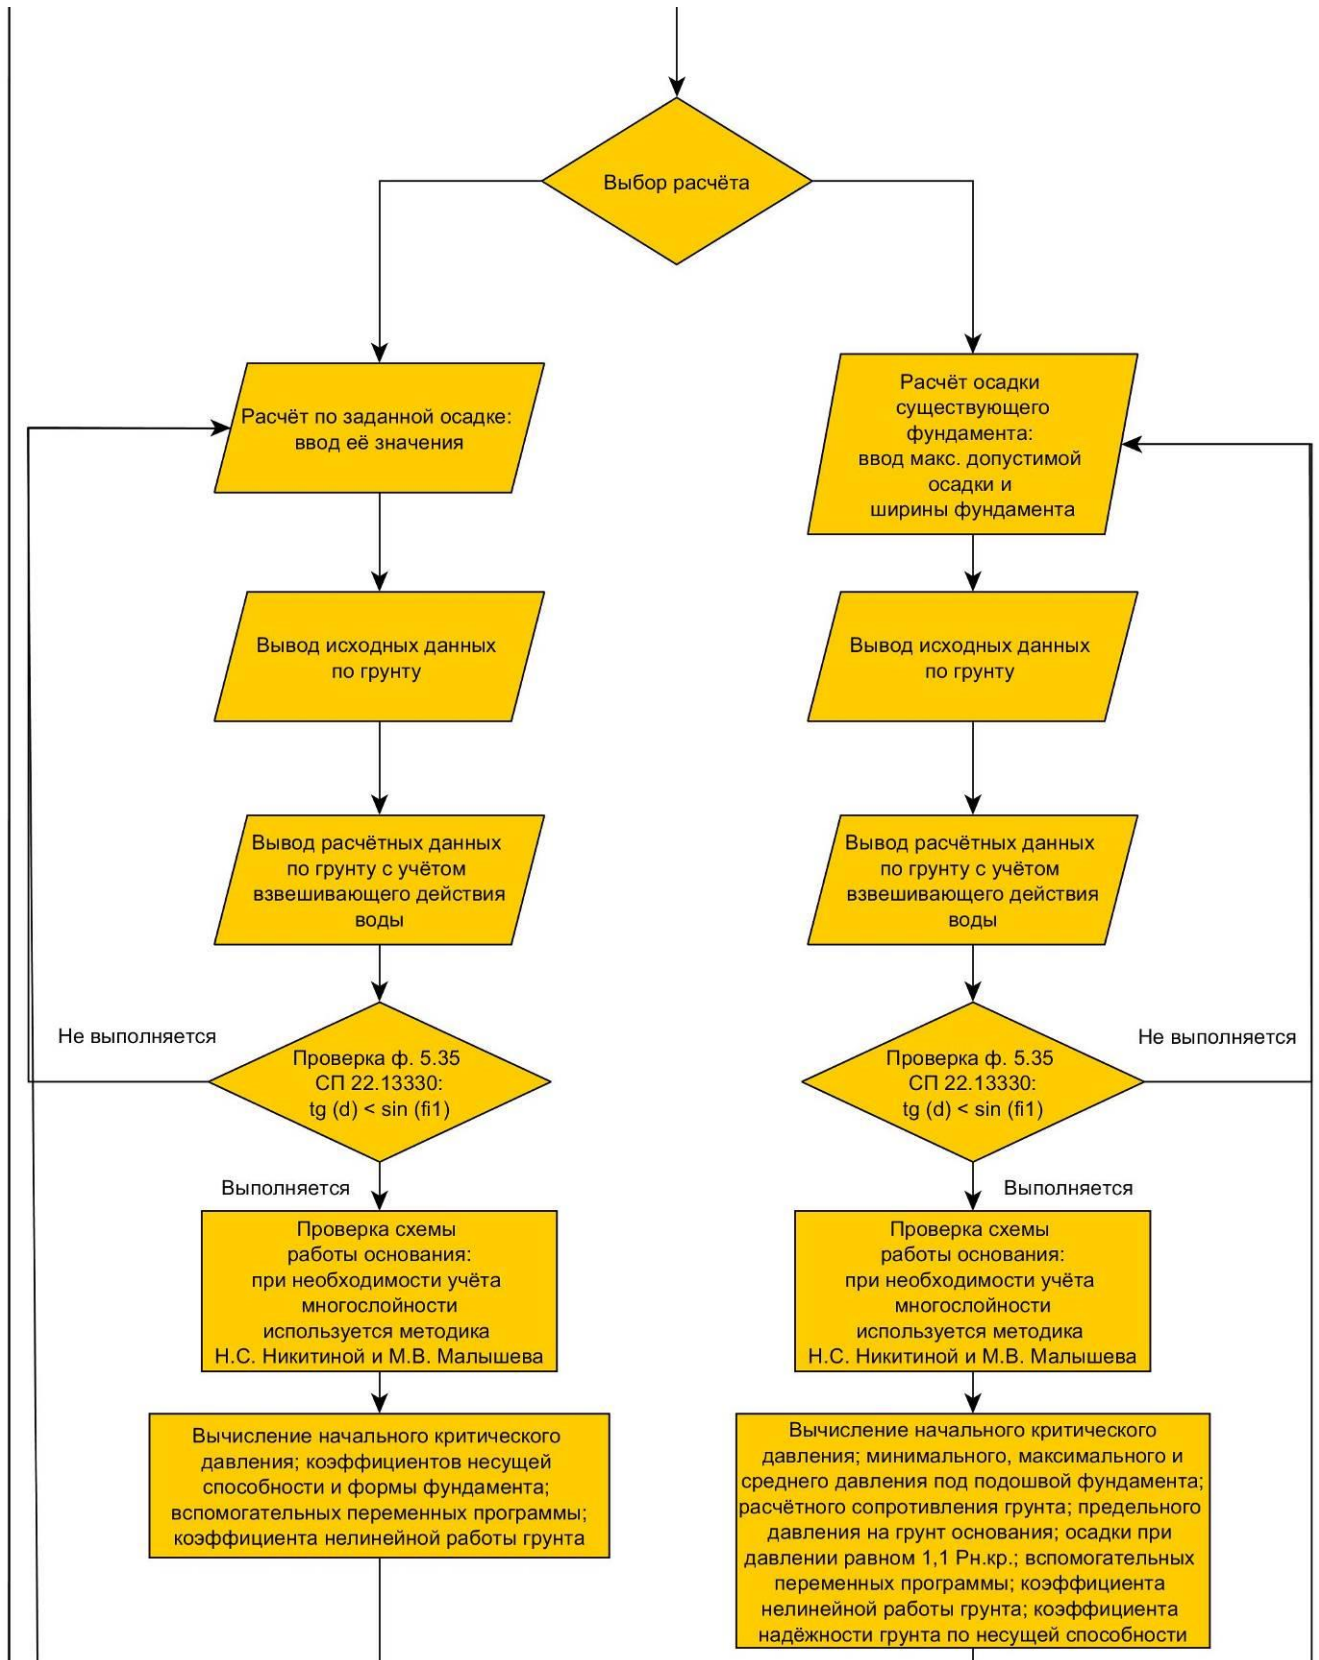 Выбор расчёта
Расчёт по заданной осадке:
ввод её значения
Расчёт осадки
существующего
фундамента:
ввод макс. допустимой
осадки и
ширины фундамента
Вывод исходных данных
по грунту
Вывод исходных данных
по грунту
Вывод расчётных данных
по грунту с учётом
взвешивающего действия
воды
Вывод расчётных данных
по грунту с учётом
взвешивающего действия
воды
Не выполняется
Проверка ф. 5.35
СП 22.13330:
tg (d) < sin (fi1)
Проверка ф. 5.35
СП 22.13330:
tg (d) < sin (fi1)
Не выполняется
Выполняется
Выполняется
Проверка схемы
работы основания:
при необходимости учёта
многослойности
используется методика
Н.С. Никитиной и М.В. Малышева
Проверка схемы
работы основания:
при необходимости учёта
многослойности
используется методика
Н.С. Никитиной и М.В. Малышева
Вычисление начального критического
давления; коэффициентов несущей
способности и формы фундамента;
вспомогательных переменных программы;
коэффициента нелинейной работы грунта
Вычисление начального критического
давления; минимального, максимального и
среднего давления под подошвой фундамента;
расчётного сопротивления грунта; предельного
давления на грунт основания; осадки при
давлении равном 1,1 Рн.кр.; вспомогательных
переменных программы; коэффициента
нелинейной работы грунта; коэффициента
надёжности грунта по несущей способности